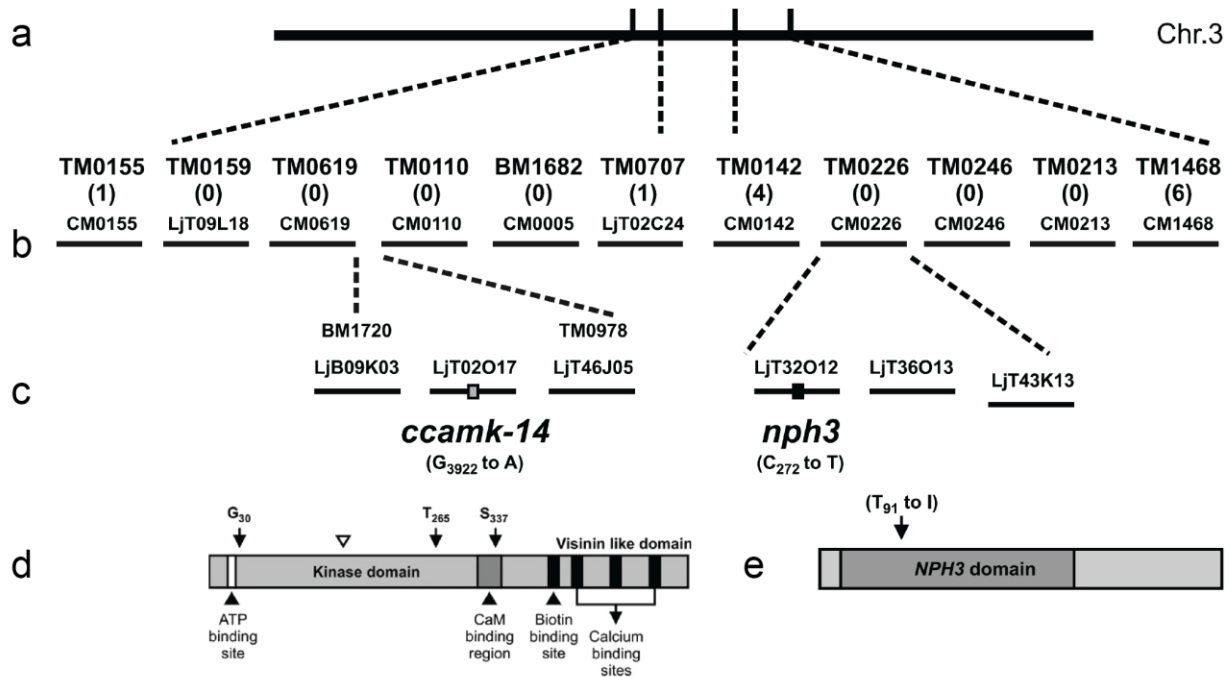 a
Chr.3
TM0155 TM0159 TM0619 TM0110 BM1682 TM0707 TM0142 TM0226 TM0246 TM0213 TM1468
(1) (0) (0) (0) (0) (1) (4) (0) (0) (0) (6)
CM0155 LjT09L18 CM0619 CM0110 CM0005 LjT02C24 CM0142 CM0226 CM0246 CM0213 CM1468
b
BM1720 TM0978
LjB09K03 LjT02O17 LjT46J05 LjT32O12 LjT36O13 LjT43K13
c
ccamk-14 nph3
(G3922 to A) (C272 to T)
G30 T265 S337
Visinin like domain
d
Kinase domain
ATP binding site
CaM binding region
Biotin binding site
Calcium binding sites
(T91 to I)
e
NPH3 domain